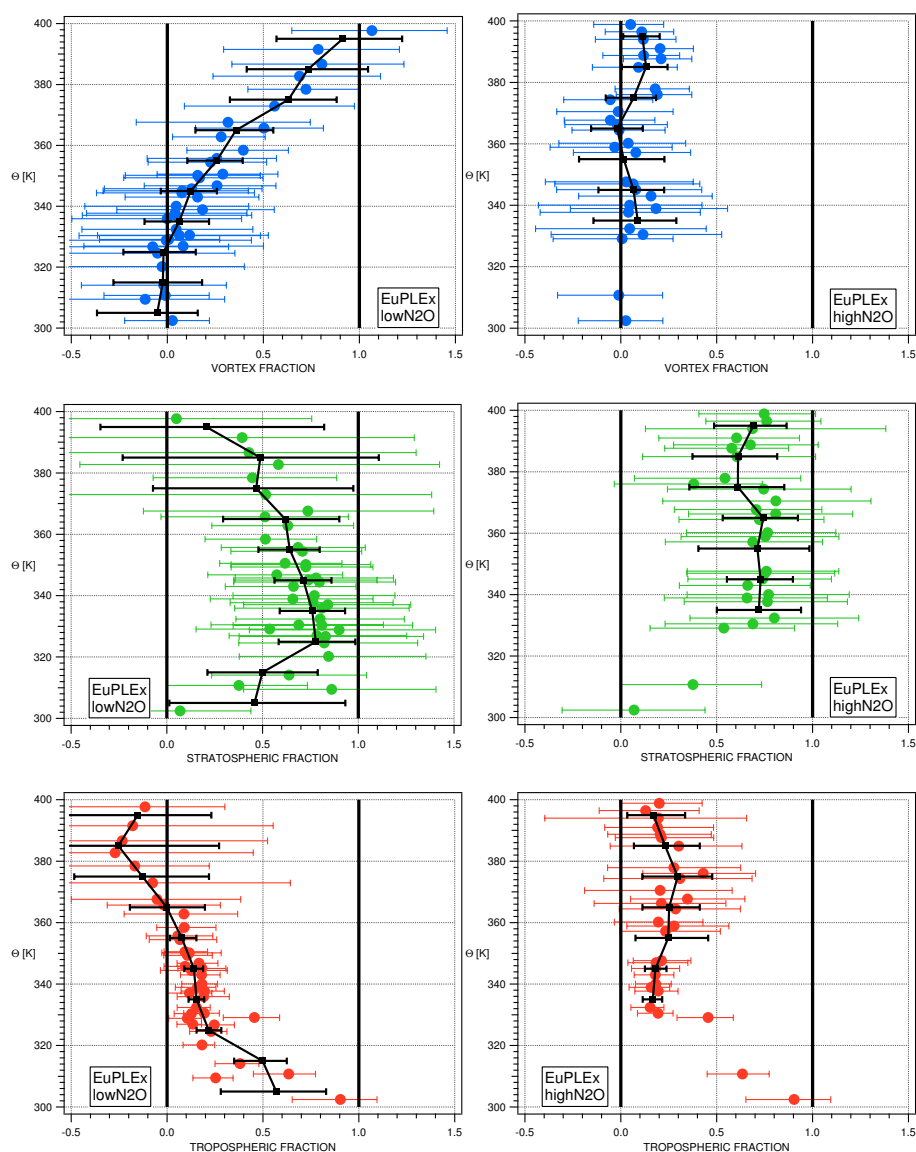 400
380
360
Θ [K]
340
320
300
EuPLEx
lowN2O
-0.5 0.0 0.5 1.0 1.5
VORTEX FRACTION
400
380
360
Θ [K]
340
320
300
EuPLEx
highN2O
-0.5 0.0 0.5 1.0 1.5
VORTEX FRACTION
400
380
360
Θ [K]
340
320
300
EuPLEx
lowN2O
-0.5 0.0 0.5 1.0 1.5
STRATOSPHERIC FRACTION
400
380
360
Θ [K]
340
320
300
EuPLEx
highN2O
-0.5 0.0 0.5 1.0 1.5
STRATOSPHERIC FRACTION
400
380
360
Θ [K]
340
320
300
EuPLEx
lowN2O
-0.5 0.0 0.5 1.0 1.5
TROPOSPHERIC FRACTION
400
380
360
Θ [K]
340
320
300
EuPLEx
highN2O
-0.5 0.0 0.5 1.0 1.5
TROPOSPHERIC FRACTION